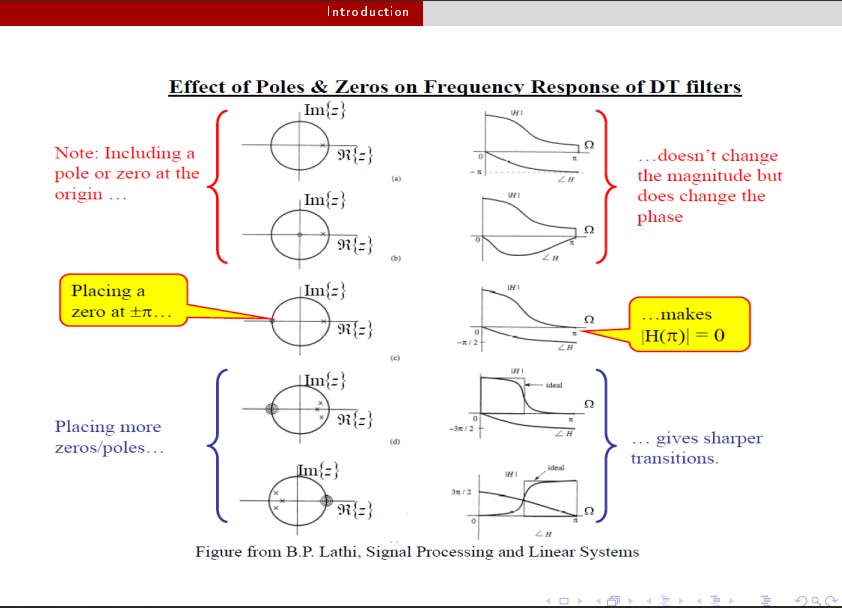 Introduction
Effect of Poles & Zeros on Frequency Response of DT filters
Note: Including a
pole or zero at the
origin …
Im{z}
ℜ{z}
(a)
|H|
Ω
0
π
−π
∠H
Im{z}
ℜ{z}
(b)
|H|
Ω
0
π
∠H
…doesn't change
the magnitude but
does change the
phase
Placing a
zero at ±π…
Im{z}
ℜ{z}
(c)
|H|
Ω
0
π
−π/2
∠H
…makes
|H(π)| = 0
Placing more
zeros/poles…
Im{z}
ℜ{z}
(d)
|H|
ideal
Ω
0
π
−3π/2
∠H
Im{z}
ℜ{z}
|H|
ideal
3π/2
Ω
0
π
∠H
… gives sharper
transitions.
Figure from B.P. Lathi, Signal Processing and Linear Systems